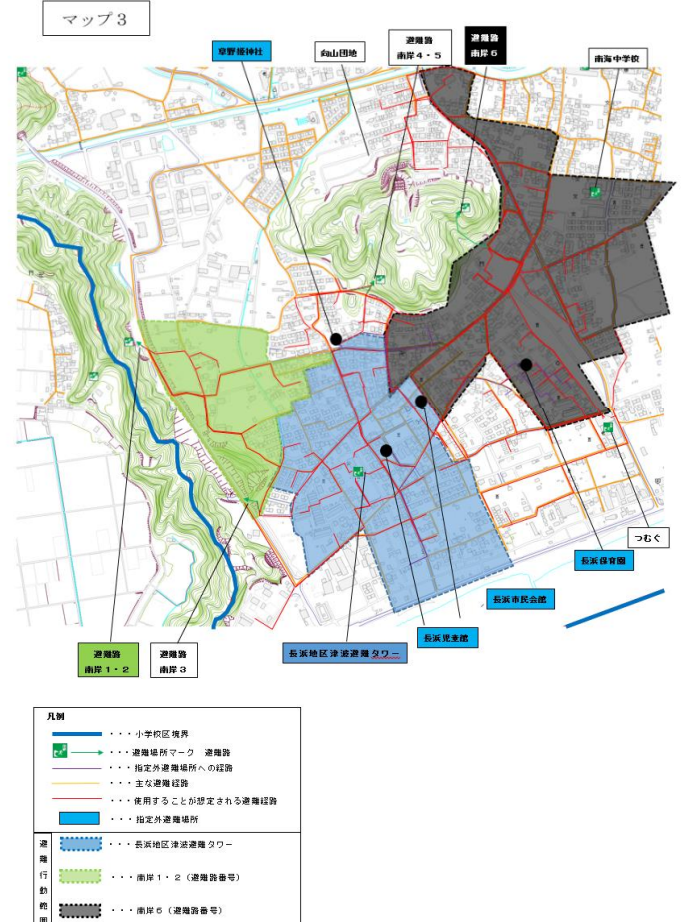 マップ3
草野姫神社
向山団地
避難路
南岸4・5
避難路
南岸6
南海中学校
つむぐ
長浜保育園
長浜市民会館
長浜児童館
長浜地区津波避難タワー
避難路
南岸3
避難路
南岸1・2
凡例
・・・小学校区境界
・・・避難場所マーク 避難路
・・・指定外避難場所への経路
・・・主な避難経路
・・・使用することが想定される避難経路
・・・指定外避難場所
避難行動範囲
・・・長浜地区津波避難タワー
・・・南岸1・2（避難路番号）
・・・南岸6（避難路番号）